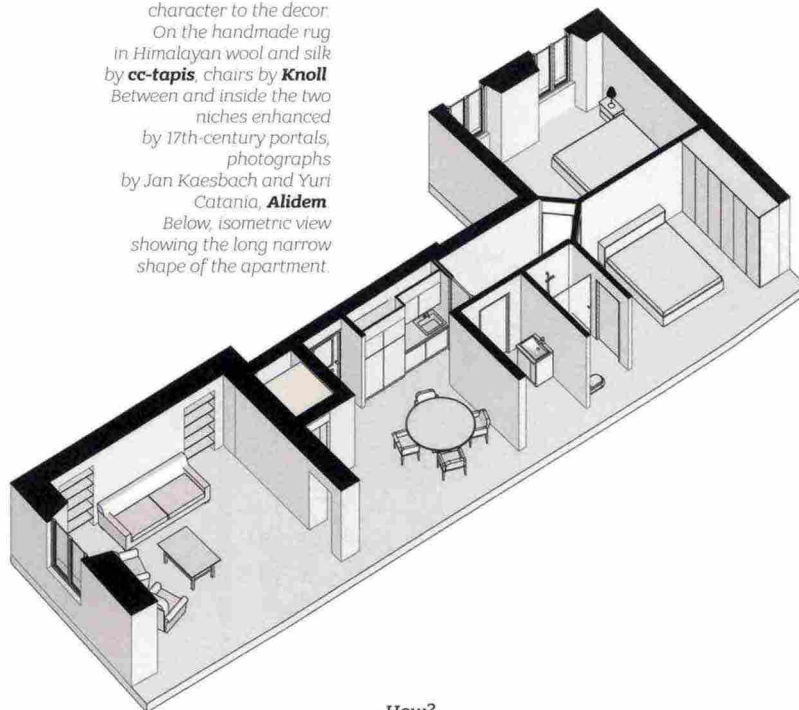 character to the decor.
On the handmade rug
in Himalayan wool and silk
by cc-tapis, chairs by Knoll.
Between and inside the two
niches enhanced
by 17th-century portals,
photographs
by Jan Kaesbach and Yuri
Catania, Alidem.
Below, isometric view
showing the long narrow
shape of the apartment.